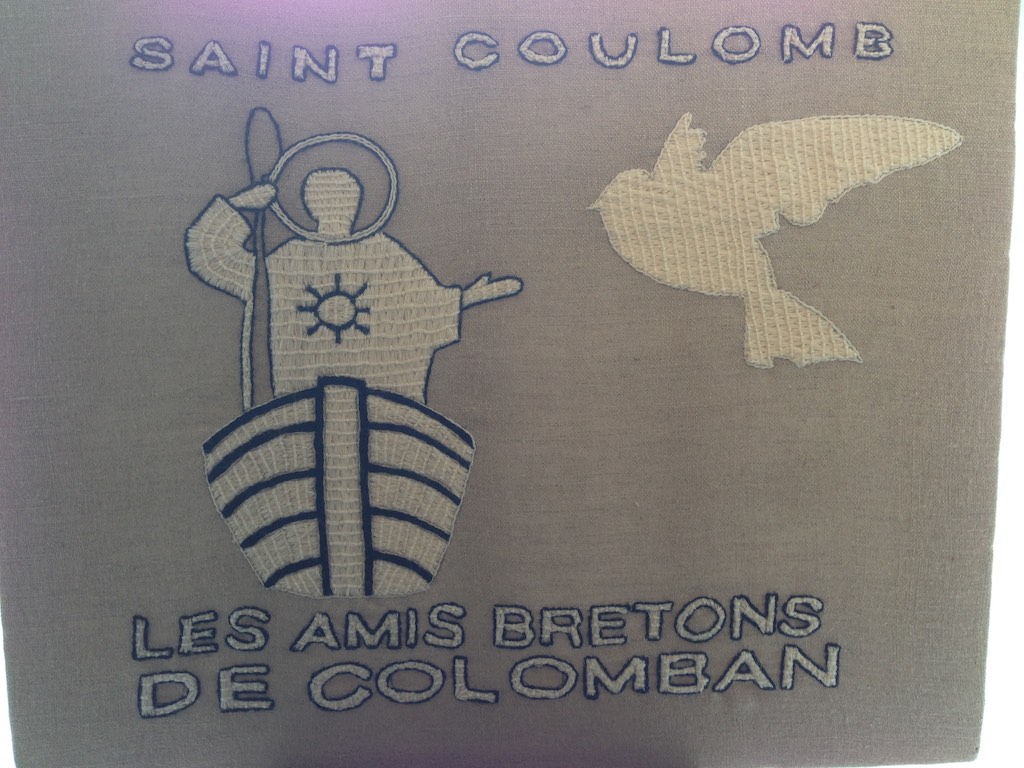 SAINT COULOMB
LES AMIS BRETONS
DE COLOMBAN